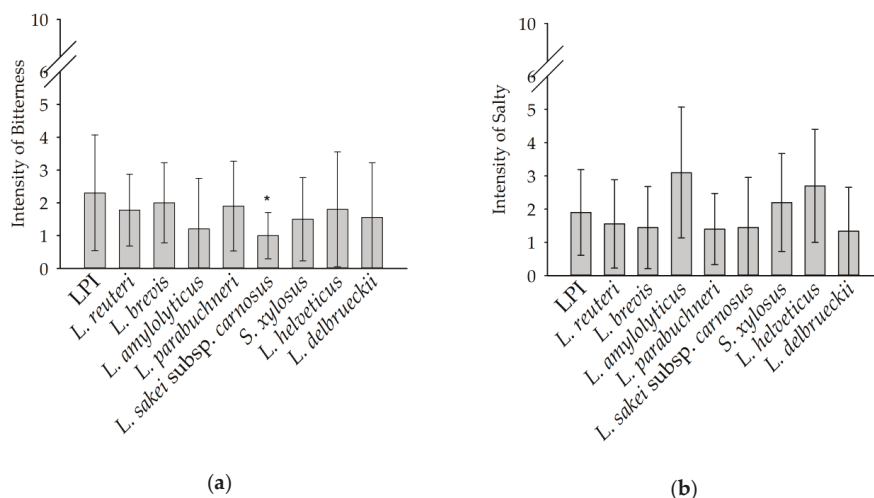 10
6
5
4
3
2
1
0
Intensity of Bitterness
*
LPI
L. reuteri
L. brevis
L. amylolyticus
L. parabuchneri
L. sakei subsp. carnosus
S. xylosus
L. helveticus
L. delbrueckii
(a)
10
6
5
4
3
2
1
0
Intensity of Salty
LPI
L. reuteri
L. brevis
L. amylolyticus
L. parabuchneri
L. sakei subsp. carnosus
S. xylosus
L. helveticus
L. delbrueckii
(b)